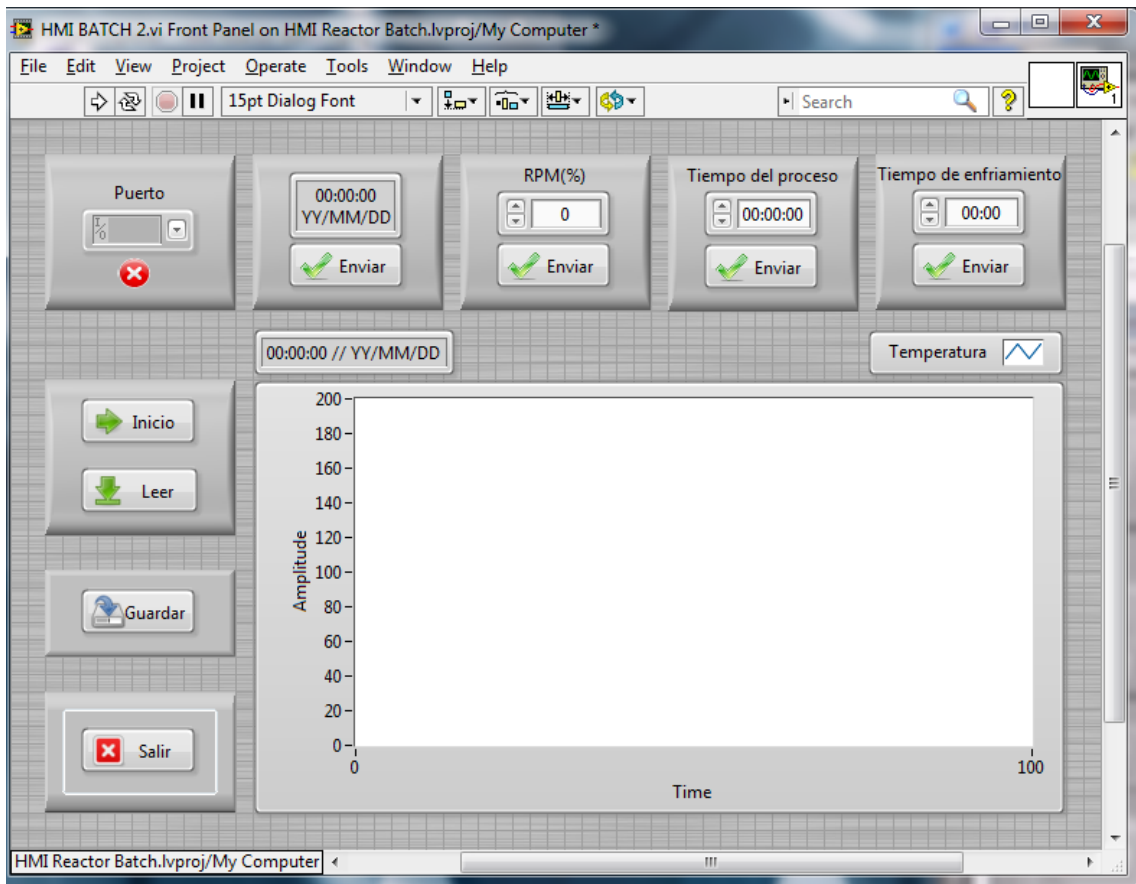 HMI BATCH 2.vi Front Panel on HMI Reactor Batch.lvproj/My Computer *
File Edit View Project Operate Tools Window Help
15pt Dialog Font
Search
1
Puerto
I/O
00:00:00
YY/MM/DD
Enviar
RPM(%)
0
Enviar
Tiempo del proceso
00:00:00
Enviar
Tiempo de enfriamiento
00:00
Enviar
00:00:00 // YY/MM/DD
Temperatura
Inicio
Leer
Guardar
Salir
Amplitude
200
180
160
140
120
100
80
60
40
20
0
0
100
Time
HMI Reactor Batch.lvproj/My Computer